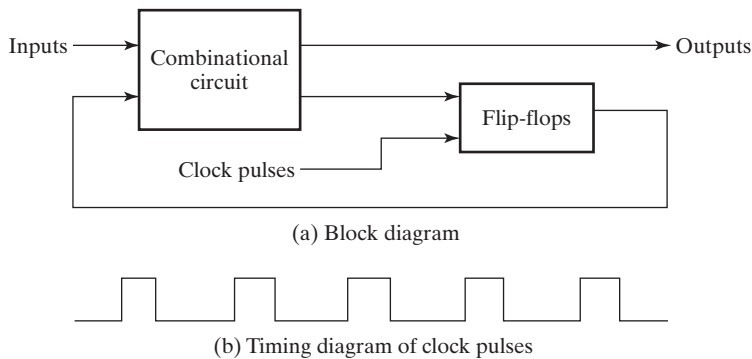 Inputs
Combinational
circuit
Outputs
Flip-flops
Clock pulses
(a) Block diagram
(b) Timing diagram of clock pulses